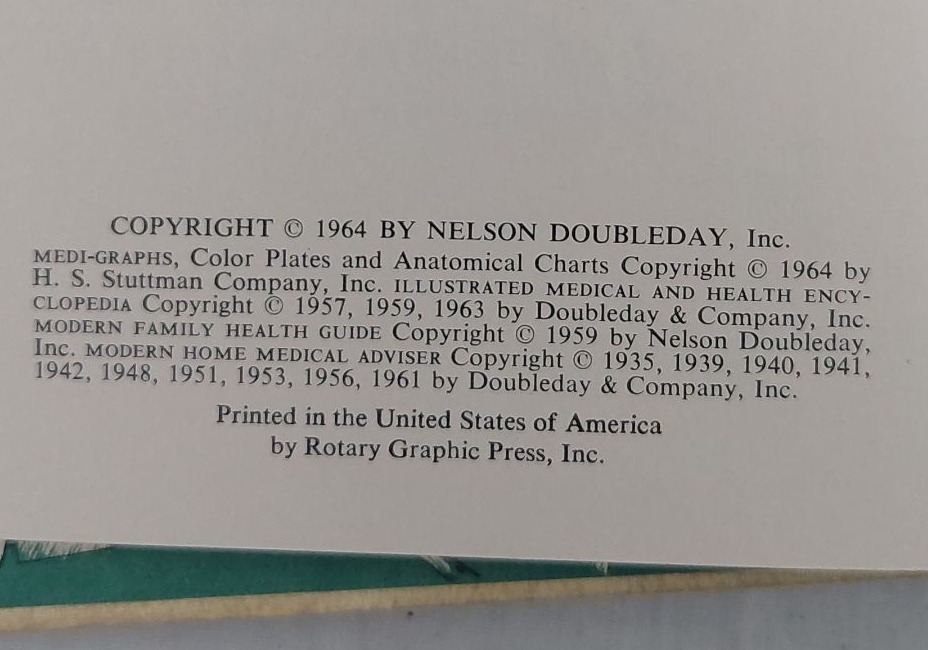 COPYRIGHT © 1964 BY NELSON DOUBLEDAY, Inc.
MEDI-GRAPHS, Color Plates and Anatomical Charts Copyright © 1964 by
H. S. Stuttman Company, Inc. ILLUSTRATED MEDICAL AND HEALTH ENCY-
CLOPEDIA Copyright © 1957, 1959, 1963 by Doubleday & Company, Inc.
MODERN FAMILY HEALTH GUIDE Copyright © 1959 by Nelson Doubleday,
Inc. MODERN HOME MEDICAL ADVISER Copyright © 1935, 1939, 1940, 1941,
1942, 1948, 1951, 1953, 1956, 1961 by Doubleday & Company, Inc.
Printed in the United States of America
by Rotary Graphic Press, Inc.